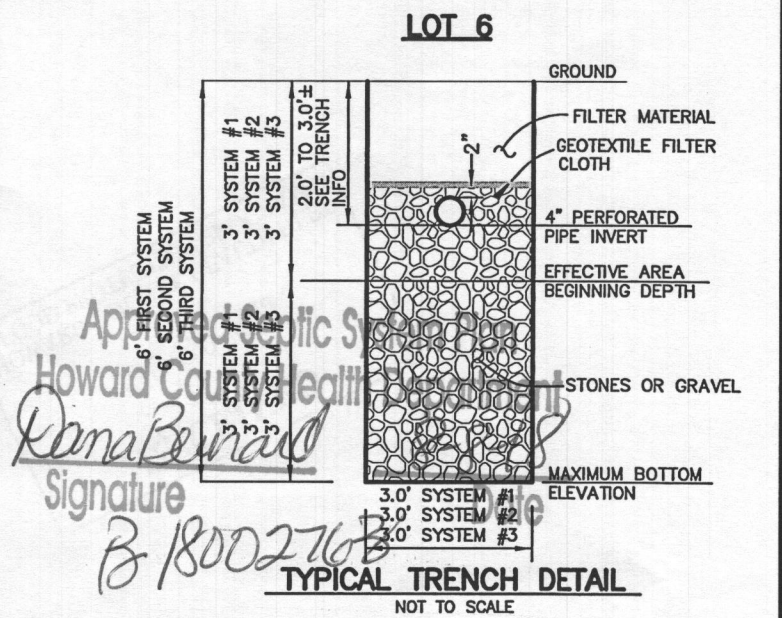 LOT 6
GROUND
FILTER MATERIAL
2"
GEOTEXTILE FILTER
CLOTH
4" PERFORATED
PIPE INVERT
EFFECTIVE AREA
BEGINNING DEPTH
STONES OR GRAVEL
MAXIMUM BOTTOM
ELEVATION
6' FIRST SYSTEM
6' SECOND SYSTEM
6' THIRD SYSTEM
3' SYSTEM #1
3' SYSTEM #2
3' SYSTEM #3
3' SYSTEM #1
3' SYSTEM #2
3' SYSTEM #3
2.0' TO 3.0'±
SEE TRENCH
INFO
Approved Septic System Plan
Howard County Health Department
Signature
Date
3.0' SYSTEM #1
3.0' SYSTEM #2
3.0' SYSTEM #3
TYPICAL TRENCH DETAIL
NOT TO SCALE